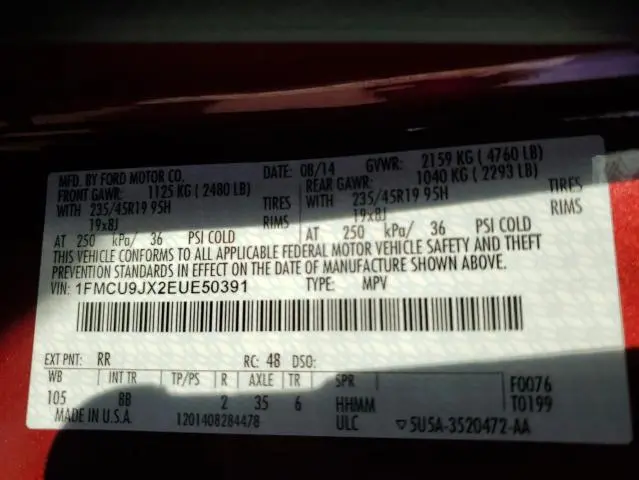 MFD. BY FORD MOTOR CO. DATE: 08/14 GVWR: 2159 KG ( 4760 LB)
FRONT GAWR: 1125 KG ( 2480 LB) REAR GAWR: 1040 KG ( 2293 LB)
WITH 235/45R19 95H TIRES WITH 235/45R19 95H TIRES
19x8J RIMS 19x8J RIMS
AT 250 kPa/ 36 PSI COLD AT 250 kPa/ 36 PSI COLD
THIS VEHICLE CONFORMS TO ALL APPLICABLE FEDERAL MOTOR VEHICLE SAFETY AND THEFT
PREVENTION STANDARDS IN EFFECT ON THE DATE OF MANUFACTURE SHOWN ABOVE.
VIN: 1FMCU9JX2EUE50391 TYPE: MPV
EXT PNT: RR RC: 48 DSO:
WB INT TR TP/PS R AXLE TR SPR F0076
105 BB 2 35 6 HHMM T0199
MADE IN U.S.A. 1201408284478 ULC ▽5U5A-3520472-AA